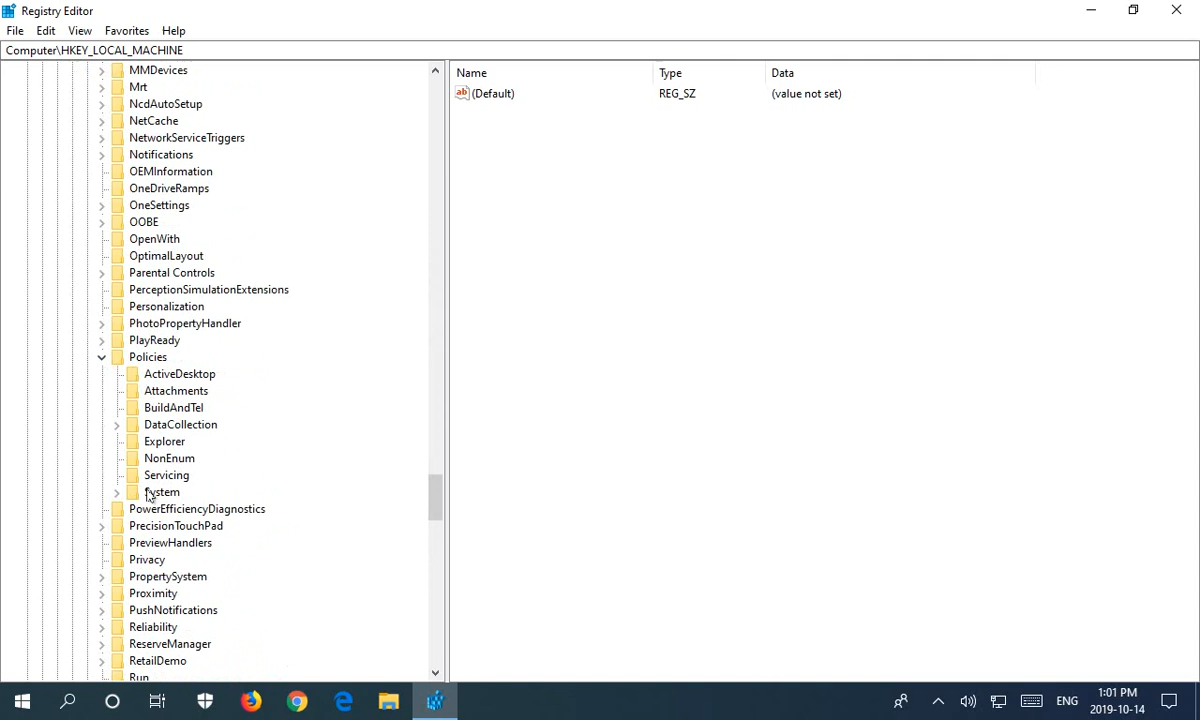 Registry Editor
File Edit View Favorites Help
Computer\HKEY_LOCAL_MACHINE
Name Type Data
ab (Default) REG_SZ (value not set)
MMDevices
Mrt
NcdAutoSetup
NetCache
NetworkServiceTriggers
Notifications
OEMInformation
OneDriveRamps
OneSettings
OOBE
OpenWith
OptimalLayout
Parental Controls
PerceptionSimulationExtensions
Personalization
PhotoPropertyHandler
PlayReady
Policies
ActiveDesktop
Attachments
BuildAndTel
DataCollection
Explorer
NonEnum
Servicing
System
PowerEfficiencyDiagnostics
PrecisionTouchPad
PreviewHandlers
Privacy
PropertySystem
Proximity
PushNotifications
Reliability
ReserveManager
RetailDemo
Run
ENG
1:01 PM
2019-10-14